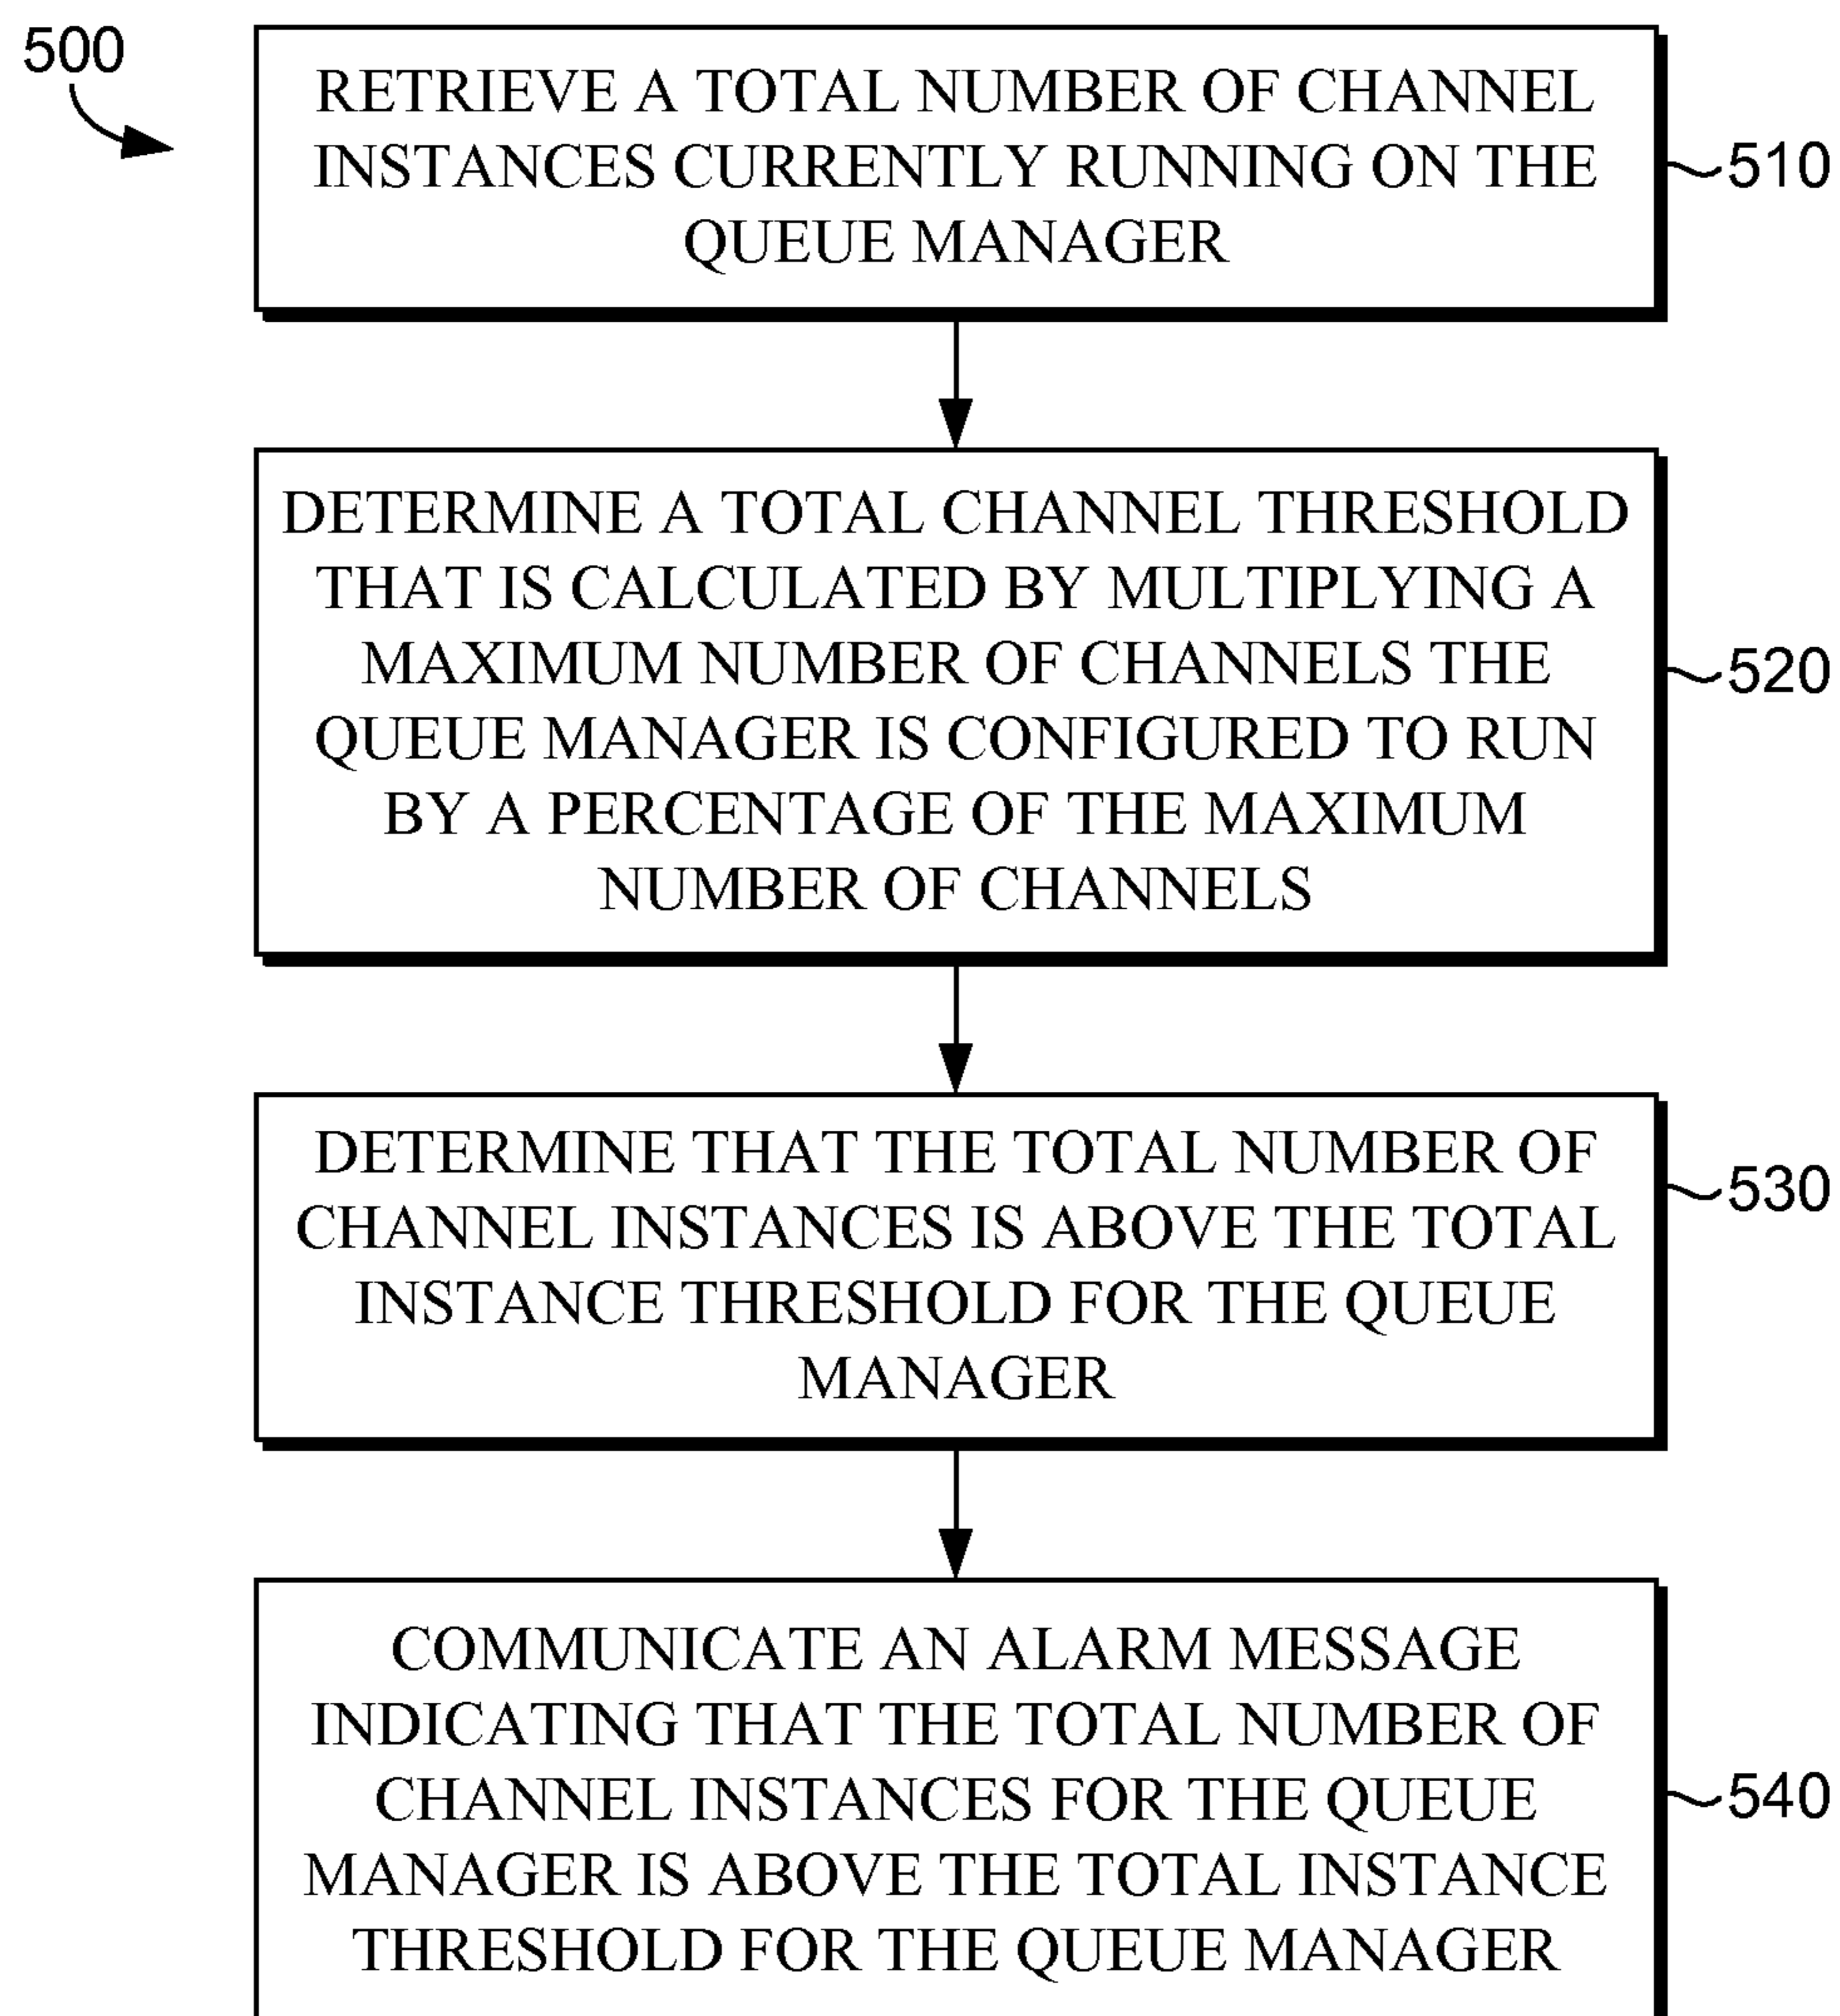 500
RETRIEVE A TOTAL NUMBER OF CHANNEL
INSTANCES CURRENTLY RUNNING ON THE
QUEUE MANAGER
510
DETERMINE A TOTAL CHANNEL THRESHOLD
THAT IS CALCULATED BY MULTIPLYING A
MAXIMUM NUMBER OF CHANNELS THE
QUEUE MANAGER IS CONFIGURED TO RUN
BY A PERCENTAGE OF THE MAXIMUM
NUMBER OF CHANNELS
520
DETERMINE THAT THE TOTAL NUMBER OF
CHANNEL INSTANCES IS ABOVE THE TOTAL
INSTANCE THRESHOLD FOR THE QUEUE
MANAGER
530
COMMUNICATE AN ALARM MESSAGE
INDICATING THAT THE TOTAL NUMBER OF
CHANNEL INSTANCES FOR THE QUEUE
MANAGER IS ABOVE THE TOTAL INSTANCE
THRESHOLD FOR THE QUEUE MANAGER
540